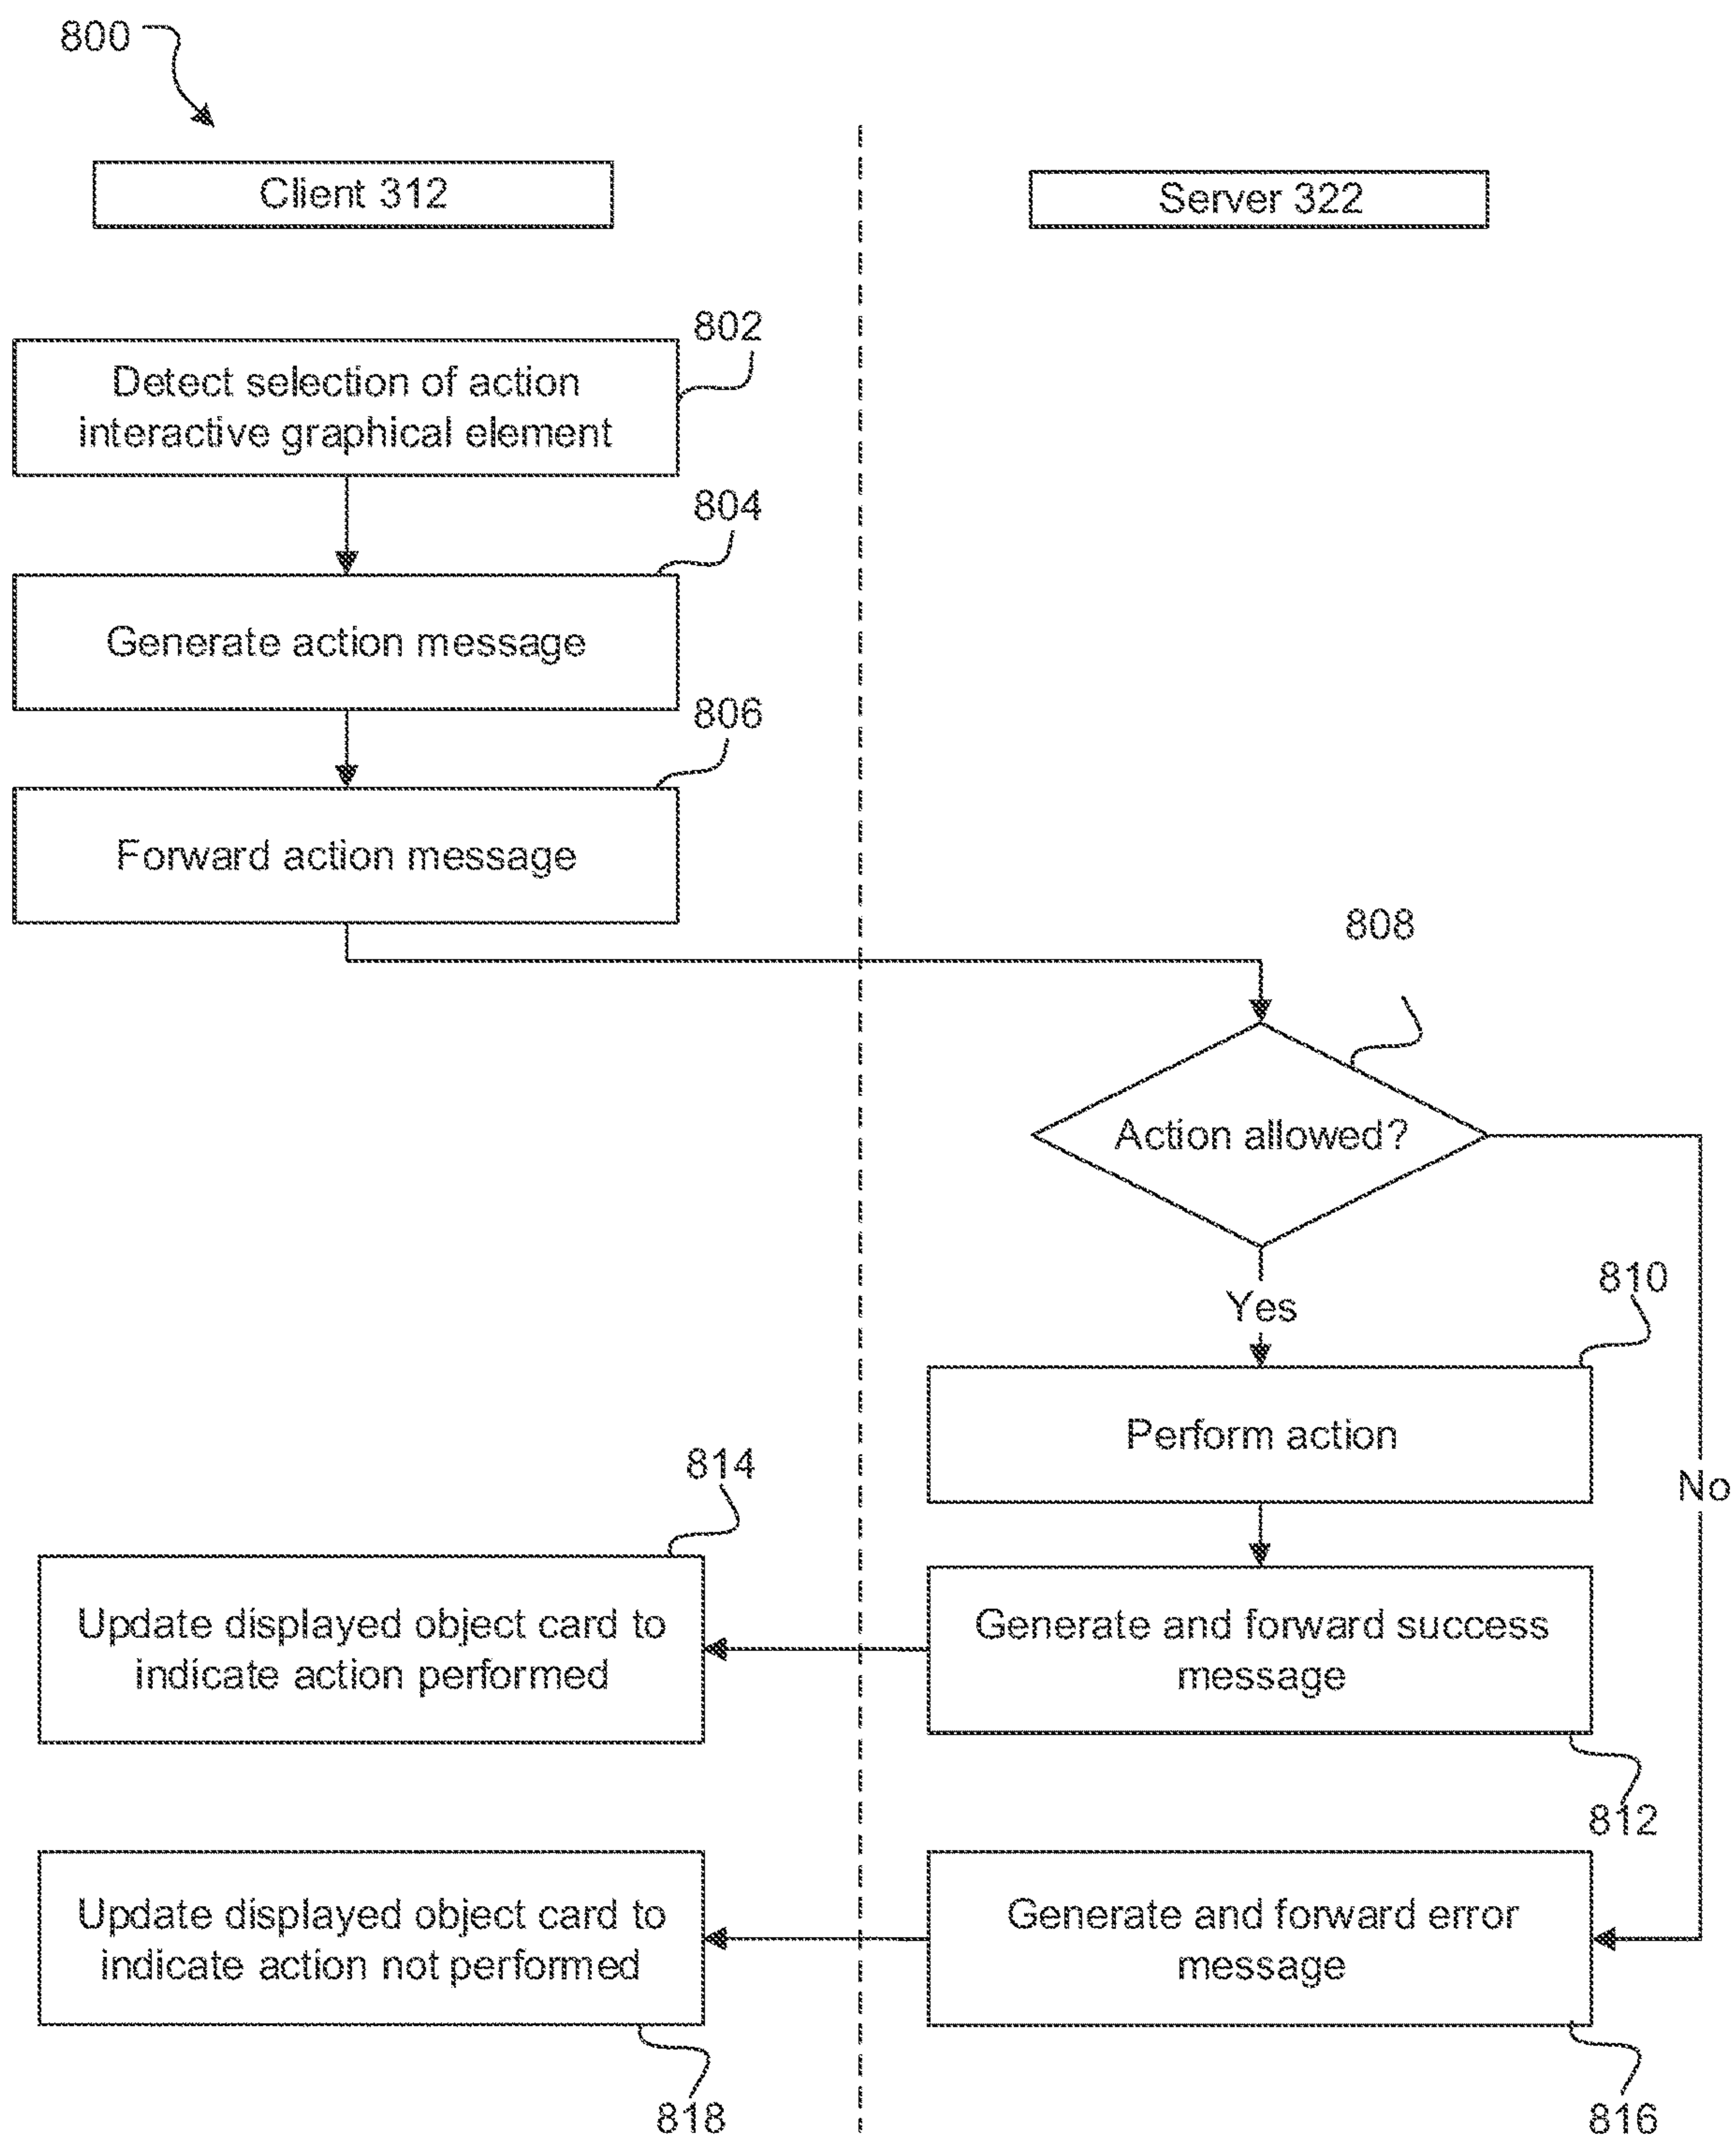 800
Client 312
Server 322
802
Detect selection of action
interactive graphical element
804
Generate action message
806
Forward action message
808
Action allowed?
Yes
810
Perform action
No
814
Update displayed object card to
indicate action performed
Generate and forward success
message
812
Update displayed object card to
indicate action not performed
Generate and forward error
message
818
816